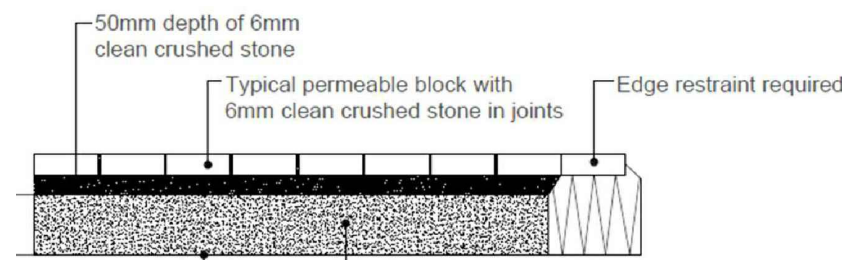 50mm depth of 6mm
clean crushed stone
Typical permeable block with
6mm clean crushed stone in joints
Edge restraint required